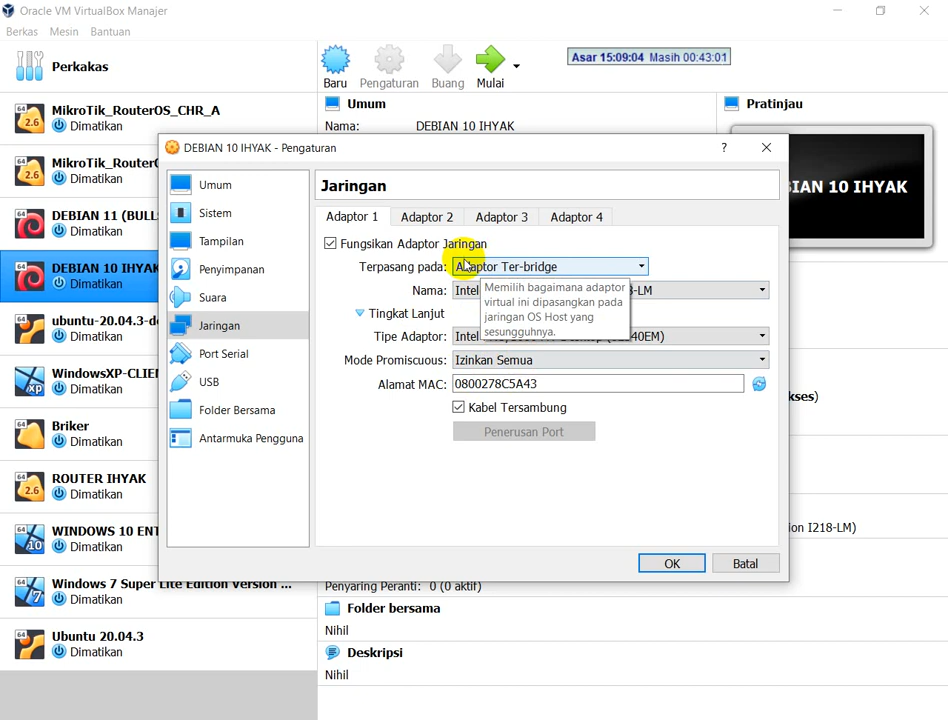 Oracle VM VirtualBox Manajer
Berkas Mesin Bantuan
Perkakas
Baru Pengaturan Buang Mulai
Asar 15:09:04 Masih 00:43:01
MikroTik_RouterOS_CHR_A
Dimatikan
MikroTik_RouterO
Dimatikan
DEBIAN 11 (BULLS
Dimatikan
DEBIAN 10 IHYAK
Dimatikan
ubuntu-20.04.3-de
Dimatikan
WindowsXP-CLIEN
Dimatikan
Briker
Dimatikan
ROUTER IHYAK
Dimatikan
WINDOWS 10 ENT
Dimatikan
Windows 7 Super Lite Edition Version ...
Dimatikan
Ubuntu 20.04.3
Dimatikan
Umum
Nama: DEBIAN 10 IHYAK
Pratinjau
BIAN 10 IHYAK
DEBIAN 10 IHYAK - Pengaturan
?
Umum
Sistem
Tampilan
Penyimpanan
Suara
Jaringan
Port Serial
USB
Folder Bersama
Antarmuka Pengguna
Jaringan
Adaptor 1 Adaptor 2 Adaptor 3 Adaptor 4
Fungsikan Adaptor Jaringan
Terpasang pada: Adaptor Ter-bridge
Nama: Intel -LM
Memilih bagaimana adaptor
virtual ini dipasangkan pada
jaringan OS Host yang
sesungguhnya.
Tingkat Lanjut
Tipe Adaptor: Intel 40EM)
Mode Promiscuous: Izinkan Semua
Alamat MAC: 0800278C5A43
Kabel Tersambung
Penerusan Port
OK Batal
kses)
ion I218-LM)
Penyaring Peranti: 0 (0 aktif)
Folder bersama
Nihil
Deskripsi
Nihil